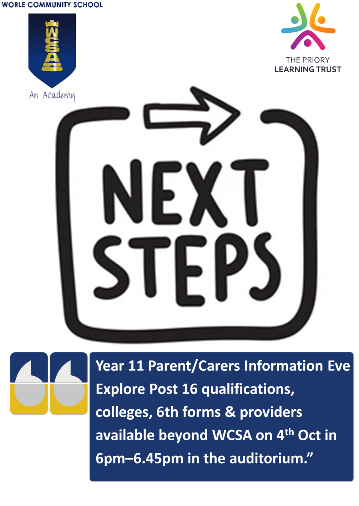 WORLE COMMUNITY SCHOOL
WCSA
An Academy
THE PRIORY
LEARNING TRUST
NEXT
STEPS
Year 11 Parent/Carers Information Eve
Explore Post 16 qualifications,
colleges, 6th forms & providers
available beyond WCSA on 4th Oct in
6pm–6.45pm in the auditorium.”